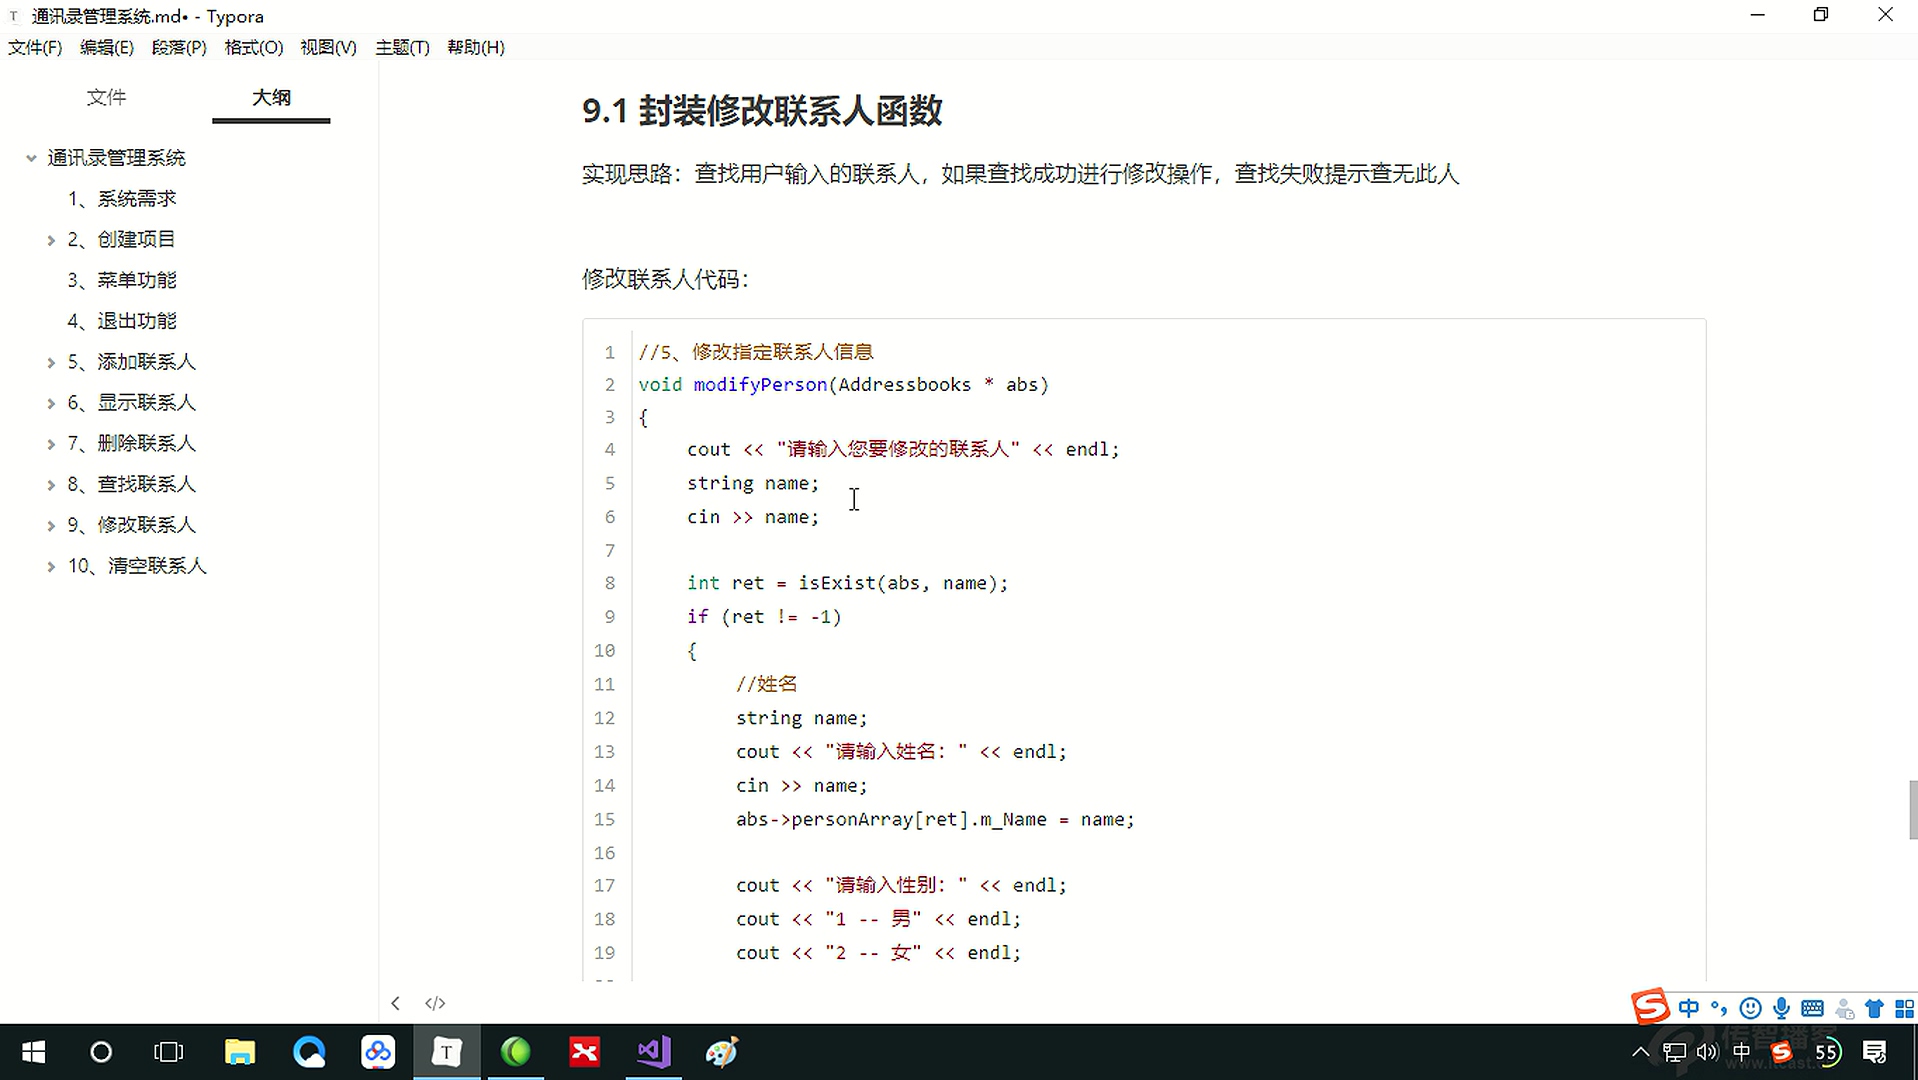 通讯录管理系统.md• - Typora
文件(F) 编辑(E) 段落(P) 格式(O) 视图(V) 主题(T) 帮助(H)
文件 大纲
通讯录管理系统
1、系统需求
2、创建项目
3、菜单功能
4、退出功能
5、添加联系人
6、显示联系人
7、删除联系人
8、查找联系人
9、修改联系人
10、清空联系人
9.1 封装修改联系人函数
实现思路：查找用户输入的联系人，如果查找成功进行修改操作，查找失败提示查无此人
修改联系人代码：
1 //5、修改指定联系人信息
2 void modifyPerson(Addressbooks * abs)
3 {
4 cout << "请输入您要修改的联系人" << endl;
5 string name;
6 cin >> name;
7
8 int ret = isExist(abs, name);
9 if (ret != -1)
10 {
11 //姓名
12 string name;
13 cout << "请输入姓名：" << endl;
14 cin >> name;
15 abs->personArray[ret].m_Name = name;
16
17 cout << "请输入性别：" << endl;
18 cout << "1 -- 男" << endl;
19 cout << "2 -- 女" << endl;
中
中 55
传智播客